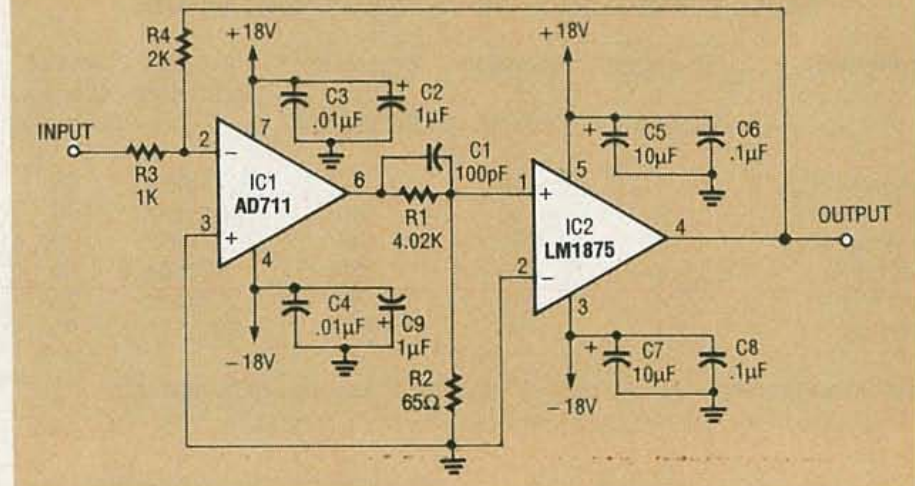 R4
2K
+18V
+18V
INPUT
R3
1K
2
−
7
C3
.01µF
+
C2
1µF
IC1
AD711
6
3
+
4
C1
100pF
R1
4.02K
1
+
5
+
C5
10µF
C6
.1µF
IC2
LM1875
4
OUTPUT
2
−
3
C4
.01µF
+
C9
1µF
−18V
R2
65Ω
+
C7
10µF
C8
.1µF
−18V